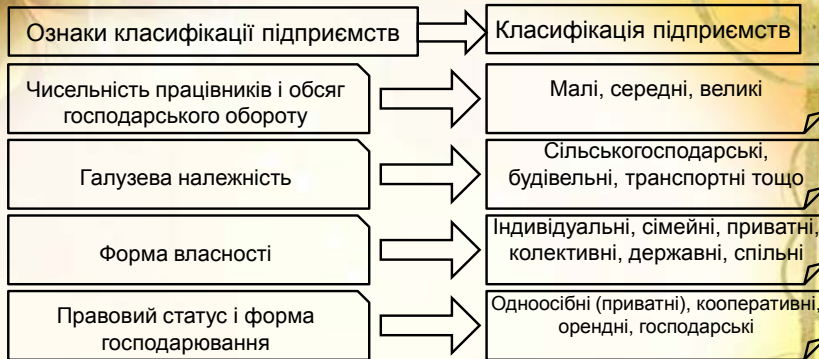 Ознаки класифікації підприємств
Класифікація підприємств
Чисельність працівників і обсяг
господарського обороту
Малі, середні, великі
Галузева належність
Сільськогосподарські,
будівельні, транспортні тощо
Форма власності
Індивідуальні, сімейні, приватні,
колективні, державні, спільні
Правовий статус і форма
господарювання
Одноосібні (приватні), кооперативні,
орендні, господарські